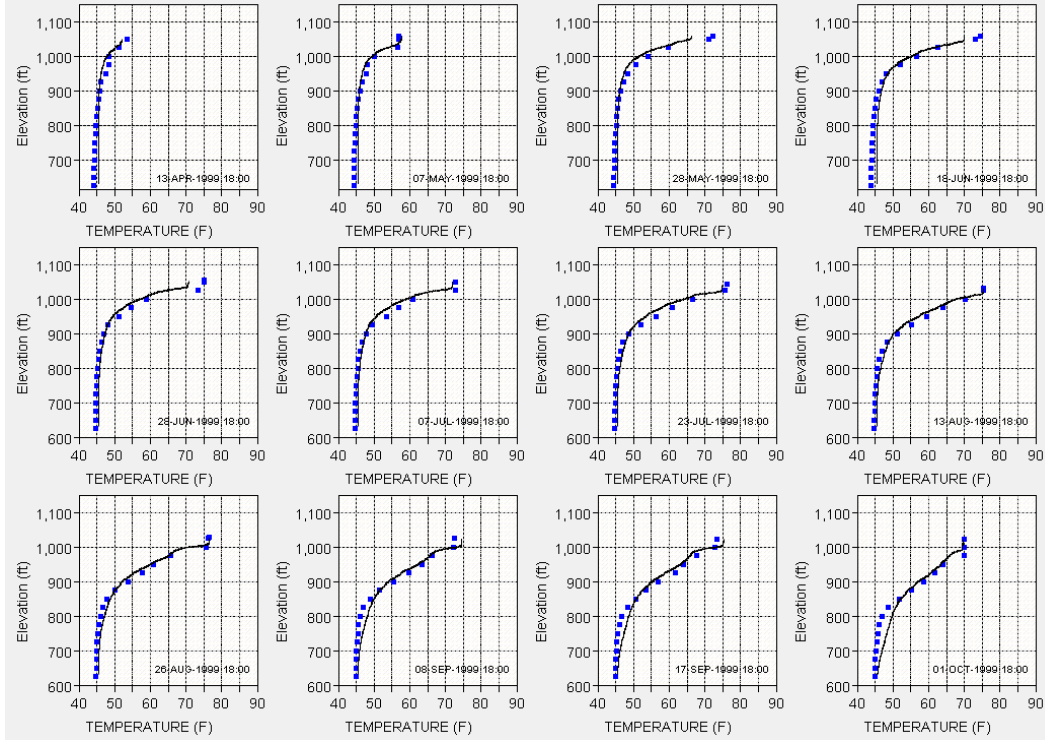 1,100 1,100 1,100 1,100
1,000 1,000 1,000 1,000
900 900 900 900
800 800 800 800
700 700 700 700
Elevation (ft) Elevation (ft) Elevation (ft) Elevation (ft)
13-APR-1999 18:00 07-MAY-1999 18:00 28-MAY-1999 18:00 18-JUN-1999 18:00
40 50 60 70 80 90 40 50 60 70 80 90 40 50 60 70 80 90 40 50 60 70 80 90
TEMPERATURE (F) TEMPERATURE (F) TEMPERATURE (F) TEMPERATURE (F)
1,100 1,100 1,100 1,100
1,000 1,000 1,000 1,000
900 900 900 900
800 800 800 800
700 700 700 700
600 600 600 600
Elevation (ft) Elevation (ft) Elevation (ft) Elevation (ft)
28-JUN-1999 18:00 07-JUL-1999 18:00 23-JUL-1999 18:00 13-AUG-1999 18:00
40 50 60 70 80 90 40 50 60 70 80 90 40 50 60 70 80 90 40 50 60 70 80 90
TEMPERATURE (F) TEMPERATURE (F) TEMPERATURE (F) TEMPERATURE (F)
1,100 1,100 1,100 1,100
1,000 1,000 1,000 1,000
900 900 900 900
800 800 800 800
700 700 700 700
600 600 600 600
Elevation (ft) Elevation (ft) Elevation (ft) Elevation (ft)
26-AUG-1999 18:00 08-SEP-1999 18:00 17-SEP-1999 18:00 01-OCT-1999 18:00
40 50 60 70 80 90 40 50 60 70 80 90 40 50 60 70 80 90 40 50 60 70 80 90
TEMPERATURE (F) TEMPERATURE (F) TEMPERATURE (F) TEMPERATURE (F)